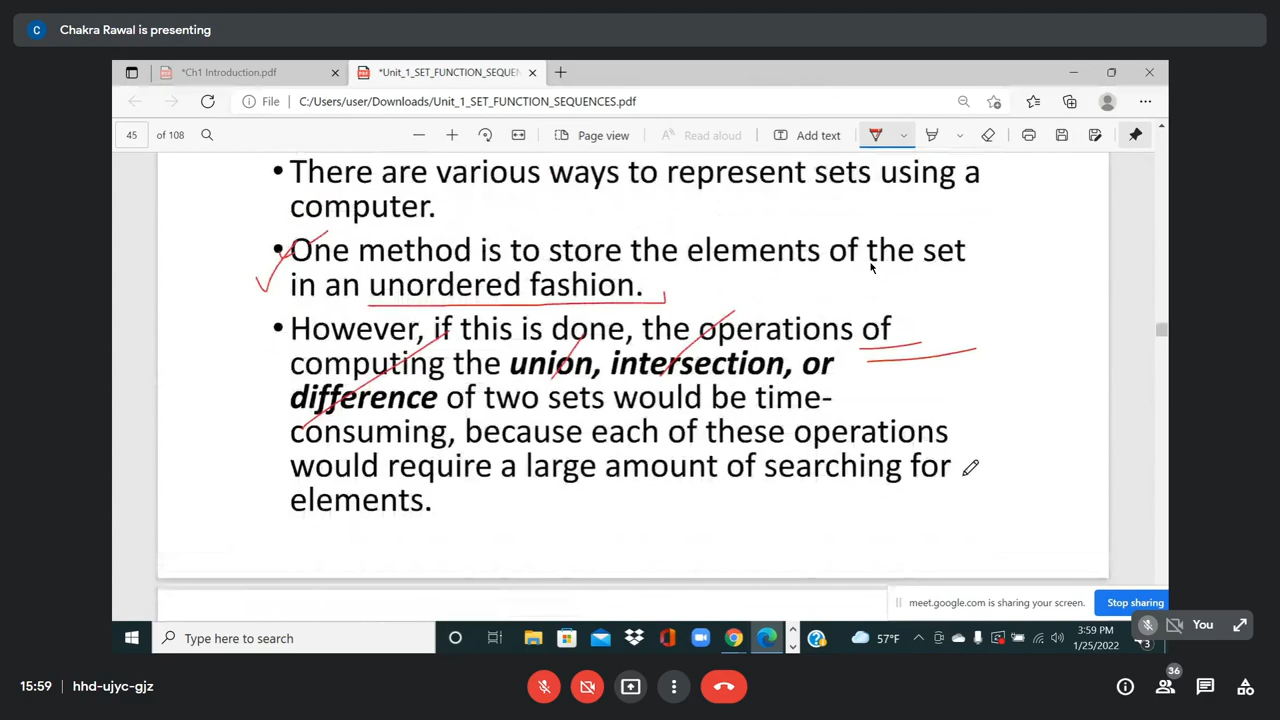 Chakra Rawal is presenting
*Ch1 Introduction.pdf
*Unit_1_SET_FUNCTION_SEQUEN
File C:/Users/user/Downloads/Unit_1_SET_FUNCTION_SEQUENCES.pdf
45 of 108 Page view Read aloud Add text
• There are various ways to represent sets using a
computer.
• One method is to store the elements of the set
in an unordered fashion.
• However, if this is done, the operations of
computing the union, intersection, or
difference of two sets would be time-
consuming, because each of these operations
would require a large amount of searching for
elements.
meet.google.com is sharing your screen. Stop sharing
You
Type here to search
57°F
3:59 PM
1/25/2022
3
15:59 hhd-ujyc-gjz
36